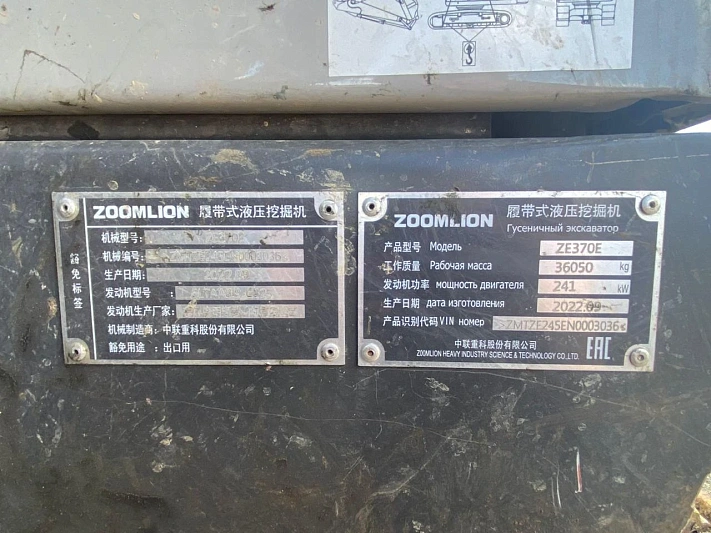 ZOOMLION 履带式液压挖掘机
机械型号:
机械编号:
生产日期:
发动机型号:
发动机生产厂家:
机械制造商:中联重科股份有限公司
豁免用途:出口用
豁免标签
ZOOMLION 履带式液压挖掘机
Гусеничный экскаватор
产品型号 Модель ZE370E
工作质量 Рабочая масса 36050 kg
发动机功率 мощность двигателя 241 kW
生产日期 дата изготовления 2022.09
产品识别代码 VIN номер >ZMTZE245EN0003036<
中联重科股份有限公司
ZOOMLION HEAVY INDUSTRY SCIENCE & TECHNOLOGY CO.,LTD.
EAC